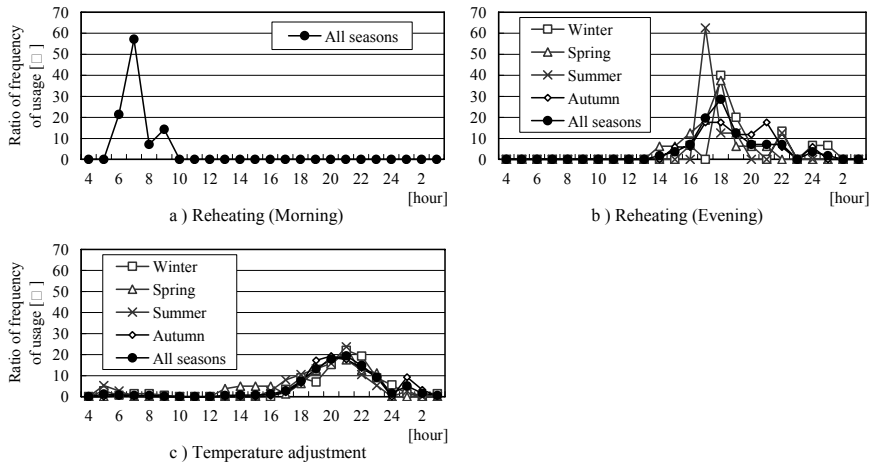 Ratio of frequency
of usage [□]
70
60
50
40
30
20
10
0
All seasons
4 6 8 10 12 14 16 18 20 22 24 2
[hour]
a ) Reheating (Morning)
70
60
50
40
30
20
10
0
Winter
Spring
Summer
Autumn
All seasons
4 6 8 10 12 14 16 18 20 22 24 2
[hour]
b ) Reheating (Evening)
Ratio of frequency
of usage [□]
70
60
50
40
30
20
10
0
Winter
Spring
Summer
Autumn
All seasons
4 6 8 10 12 14 16 18 20 22 24 2
[hour]
c ) Temperature adjustment